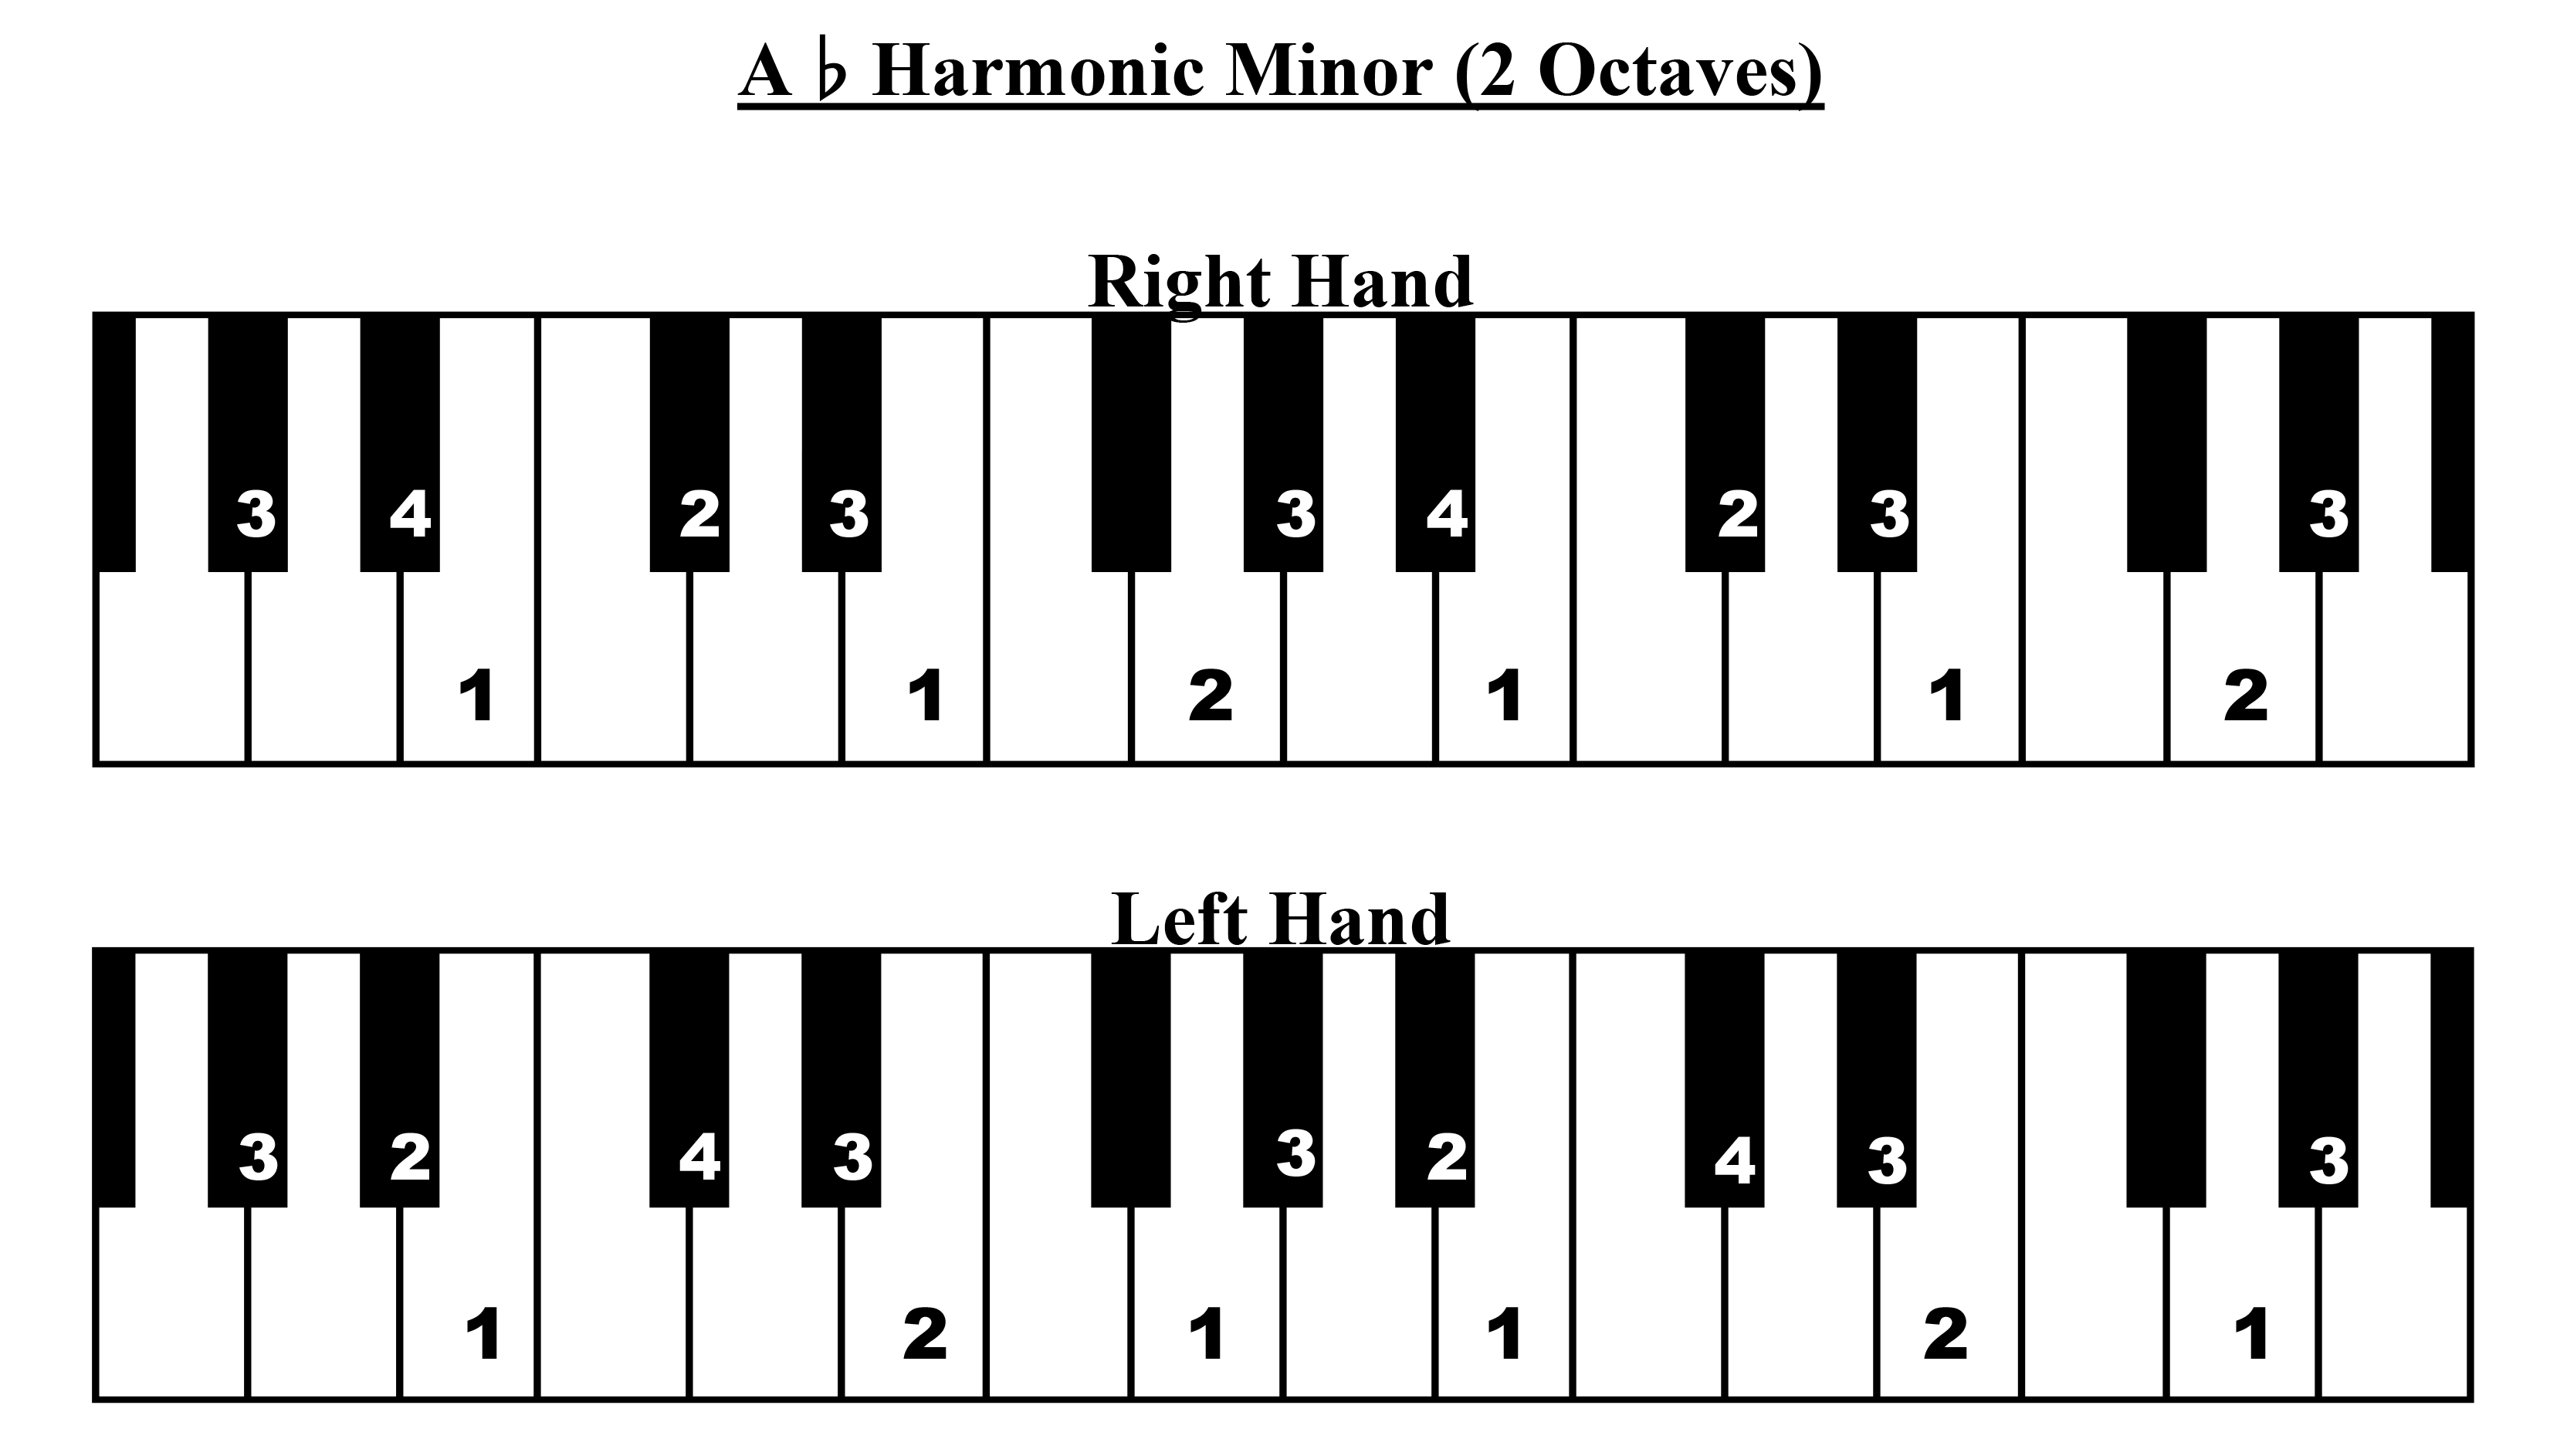 A ♭ Harmonic Minor (2 Octaves)
Right Hand
3 4 2 3 3 4 2 3 3
1 1 2 1 1 2
Left Hand
3 2 4 3 3 2 4 3 3
1 2 1 1 2 1